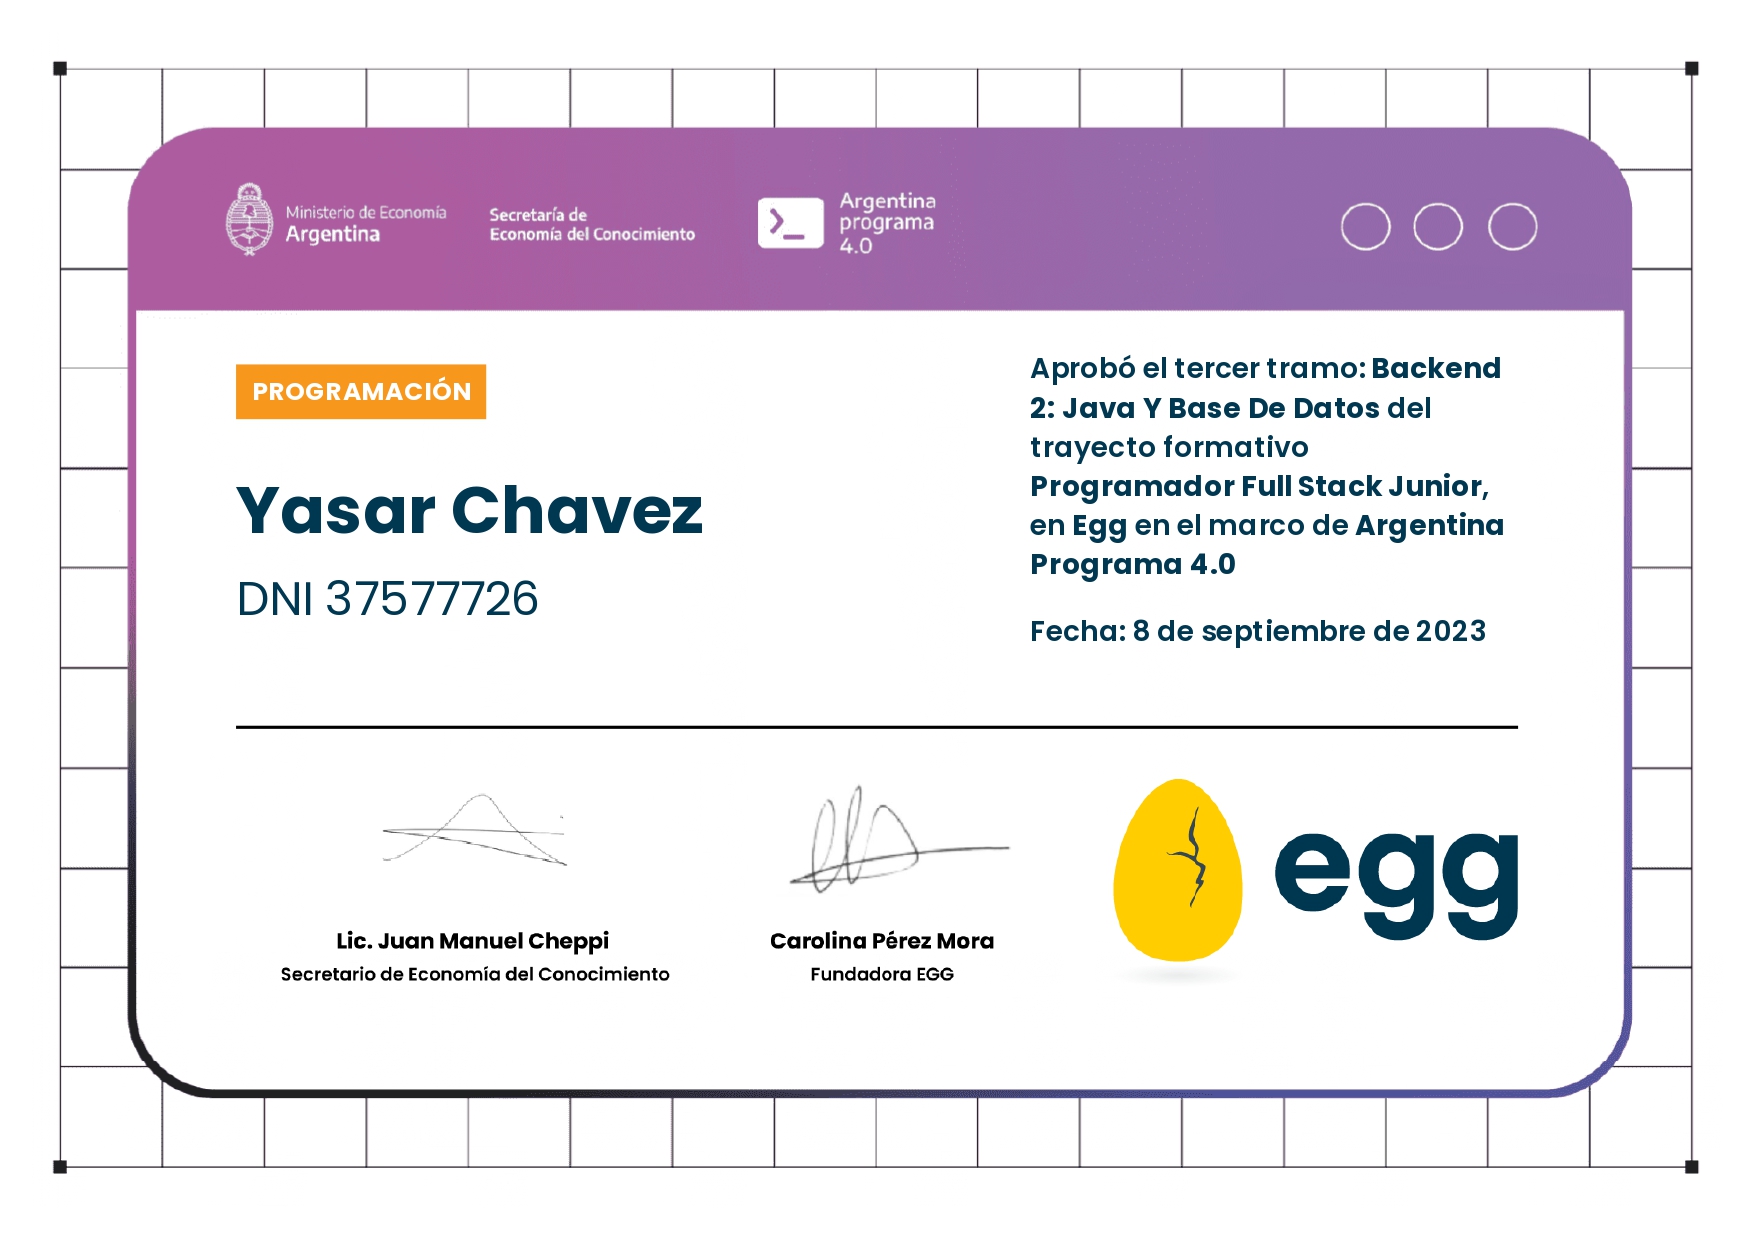 Ministerio de Economía
Argentina
Secretaría de
Economía del Conocimiento
Argentina
programa
4.0
PROGRAMACIÓN
Yasar Chavez
DNI 37577726
Aprobó el tercer tramo: Backend
2: Java Y Base De Datos del
trayecto formativo
Programador Full Stack Junior,
en Egg en el marco de Argentina
Programa 4.0
Fecha: 8 de septiembre de 2023
Lic. Juan Manuel Cheppi
Secretario de Economía del Conocimiento
Carolina Pérez Mora
Fundadora EGG
egg